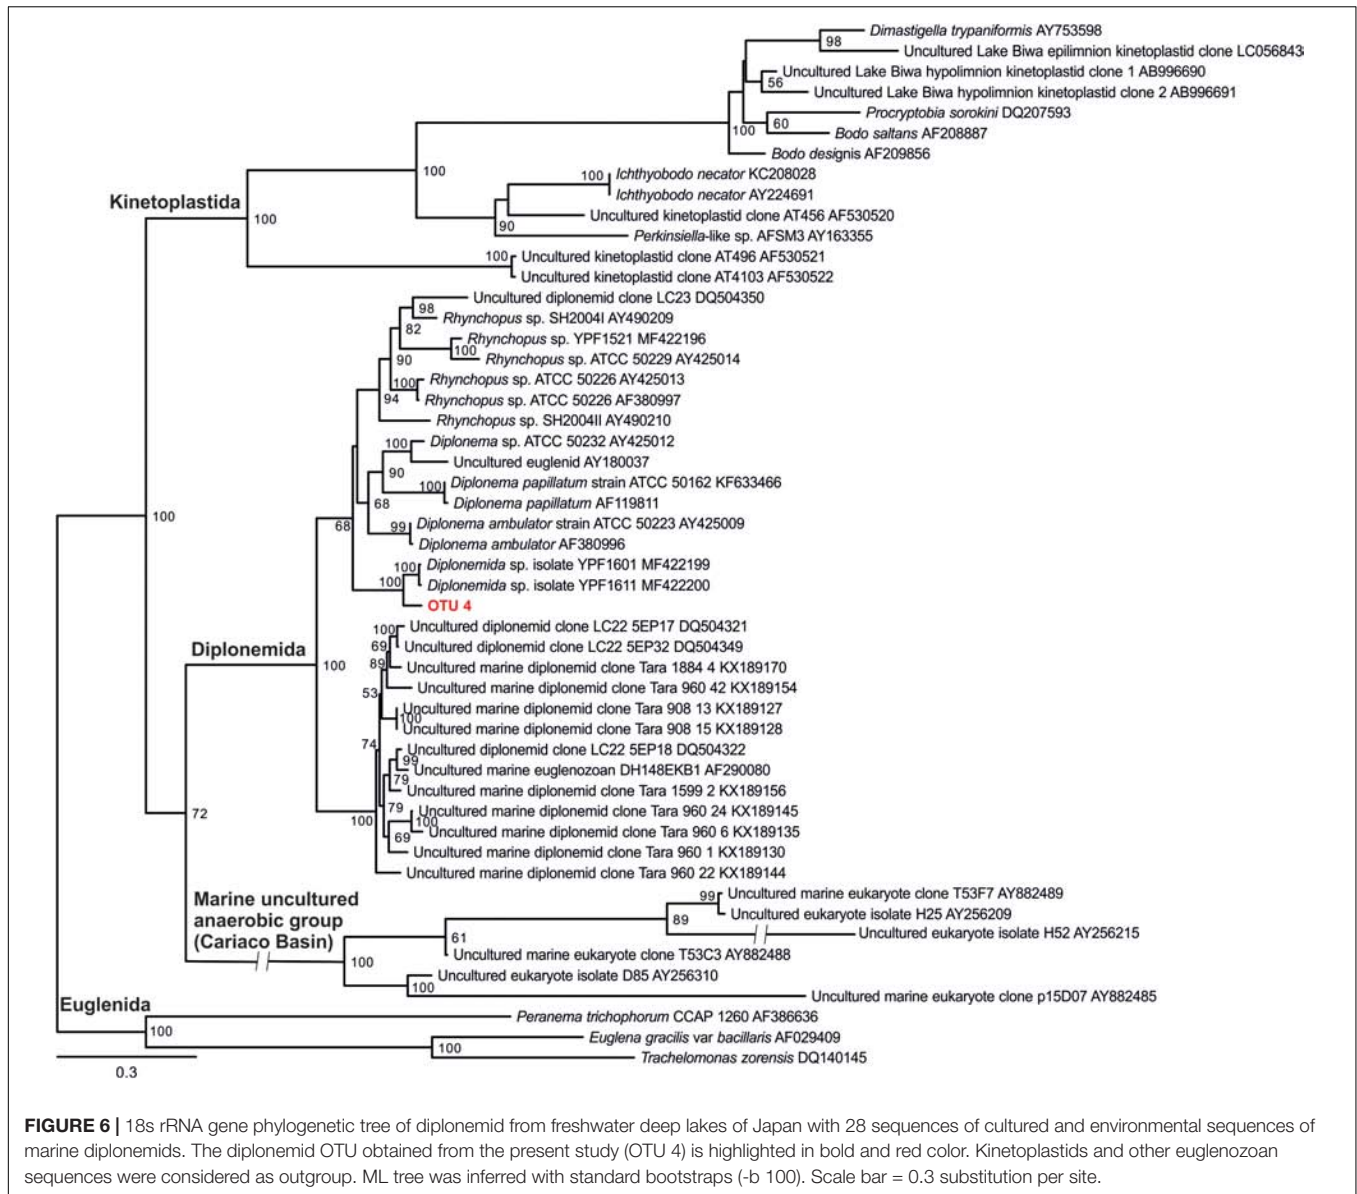 Dimastigella trypaniformis AY753598
98
Uncultured Lake Biwa epilimnion kinetoplastid clone LC056843
Uncultured Lake Biwa hypolimnion kinetoplastid clone 1 AB996690
56
Uncultured Lake Biwa hypolimnion kinetoplastid clone 2 AB996691
Procryptobia sorokini DQ207593
60
100
Bodo saltans AF208887
Bodo designis AF209856
100
100
Ichthyobodo necator KC208028
Ichthyobodo necator AY224691
Kinetoplastida
100
Uncultured kinetoplastid clone AT456 AF530520
90
Perkinsiella-like sp. AFSM3 AY163355
100
Uncultured kinetoplastid clone AT496 AF530521
Uncultured kinetoplastid clone AT4103 AF530522
Uncultured diplonemid clone LC23 DQ504350
98
Rhynchopus sp. SH2004I AY490209
82
Rhynchopus sp. YPF1521 MF422196
100
90
Rhynchopus sp. ATCC 50229 AY425014
100
Rhynchopus sp. ATCC 50226 AY425013
94
Rhynchopus sp. ATCC 50226 AF380997
Rhynchopus sp. SH2004II AY490210
100
Diplonema sp. ATCC 50232 AY425012
Uncultured euglenid AY180037
90
100
Diplonema papillatum strain ATCC 50162 KF633466
68
Diplonema papillatum AF119811
100
68
99
Diplonema ambulator strain ATCC 50223 AY425009
Diplonema ambulator AF380996
100
Diplonemida sp. isolate YPF1601 MF422199
100
Diplonemida sp. isolate YPF1611 MF422200
OTU 4
100
Uncultured diplonemid clone LC22 5EP17 DQ504321
69
Uncultured diplonemid clone LC22 5EP32 DQ504349
Diplonemida
100
89
Uncultured marine diplonemid clone Tara 1884 4 KX189170
53
Uncultured marine diplonemid clone Tara 960 42 KX189154
Uncultured marine diplonemid clone Tara 908 13 KX189127
100
Uncultured marine diplonemid clone Tara 908 15 KX189128
74
Uncultured diplonemid clone LC22 5EP18 DQ504322
99
Uncultured marine euglenozoan DH148EKB1 AF290080
79
Uncultured marine diplonemid clone Tara 1599 2 KX189156
79
Uncultured marine diplonemid clone Tara 960 24 KX189145
100
100
Uncultured marine diplonemid clone Tara 960 6 KX189135
69
Uncultured marine diplonemid clone Tara 960 1 KX189130
72
Uncultured marine diplonemid clone Tara 960 22 KX189144
Marine uncultured
anaerobic group
(Cariaco Basin)
99
Uncultured marine eukaryote clone T53F7 AY882489
Uncultured eukaryote isolate H25 AY256209
89
Uncultured eukaryote isolate H52 AY256215
61
Uncultured marine eukaryote clone T53C3 AY882488
100
Uncultured eukaryote isolate D85 AY256310
100
Uncultured marine eukaryote clone p15D07 AY882485
Euglenida
Peranema trichophorum CCAP 1260 AF386636
100
Euglena gracilis var bacillaris AF029409
100
Trachelomonas zorensis DQ140145
0.3
FIGURE 6 | 18s rRNA gene phylogenetic tree of diplonemid from freshwater deep lakes of Japan with 28 sequences of cultured and environmental sequences of
marine diplonemids. The diplonemid OTU obtained from the present study (OTU 4) is highlighted in bold and red color. Kinetoplastids and other euglenozoan
sequences were considered as outgroup. ML tree was inferred with standard bootstraps (-b 100). Scale bar = 0.3 substitution per site.